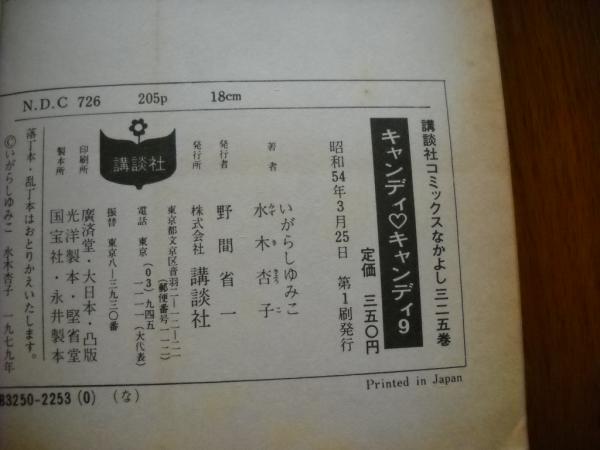 N.D.C 726 205p 18cm
講談社コミックスなかよし三二五巻
キャンディ♡キャンディ9
定価 三五〇円
昭和54年3月25日 第1刷発行
著者 いがらしゆみこ
水木杏子
みずききょうこ
発行者 野間省一
発行所 株式会社 講談社
東京都文京区音羽二—一二—二一
(郵便番号一一二)
電話 東京(03)九四五
一一一一(大代表)
振替 東京八—三九三〇番
講談社
印刷所 廣済堂・大日本・凸版
製本所 光洋製本・堅省堂
国宝社・永井製本
落丁本・乱丁本はおとりかえいたします。
©いがらしゆみこ 水木杏子 一九七九年
Printed in Japan
83250-2253 (0) (な)